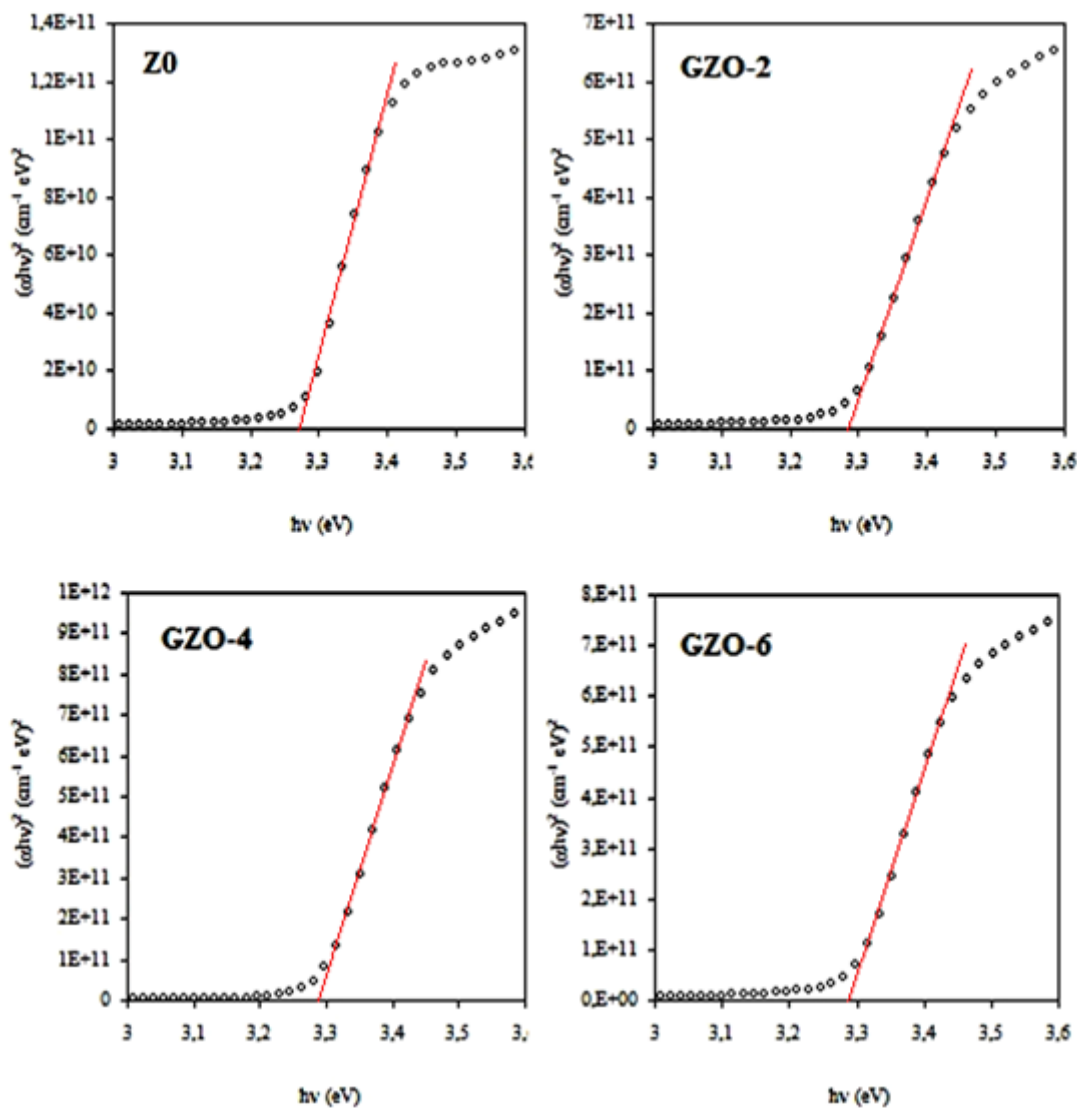 Z0
(αhν)² (cm⁻¹ eV)²
1,4E+11
1,2E+11
1E+11
8E+10
6E+10
4E+10
2E+10
0
3 3,1 3,2 3,3 3,4 3,5 3,6
hν (eV)
GZO-2
(αhν)² (cm⁻¹ eV)²
7E+11
6E+11
5E+11
4E+11
3E+11
2E+11
1E+11
0
3 3,1 3,2 3,3 3,4 3,5 3,6
hν (eV)
GZO-4
(αhν)² (cm⁻¹ eV)²
1E+12
9E+11
8E+11
7E+11
6E+11
5E+11
4E+11
3E+11
2E+11
1E+11
0
3 3,1 3,2 3,3 3,4 3,5 3,6
hν (eV)
GZO-6
(αhν)² (cm⁻¹ eV)²
8,E+11
7,E+11
6,E+11
5,E+11
4,E+11
3,E+11
2,E+11
1,E+11
0,E+00
3 3,1 3,2 3,3 3,4 3,5 3,6
hν (eV)